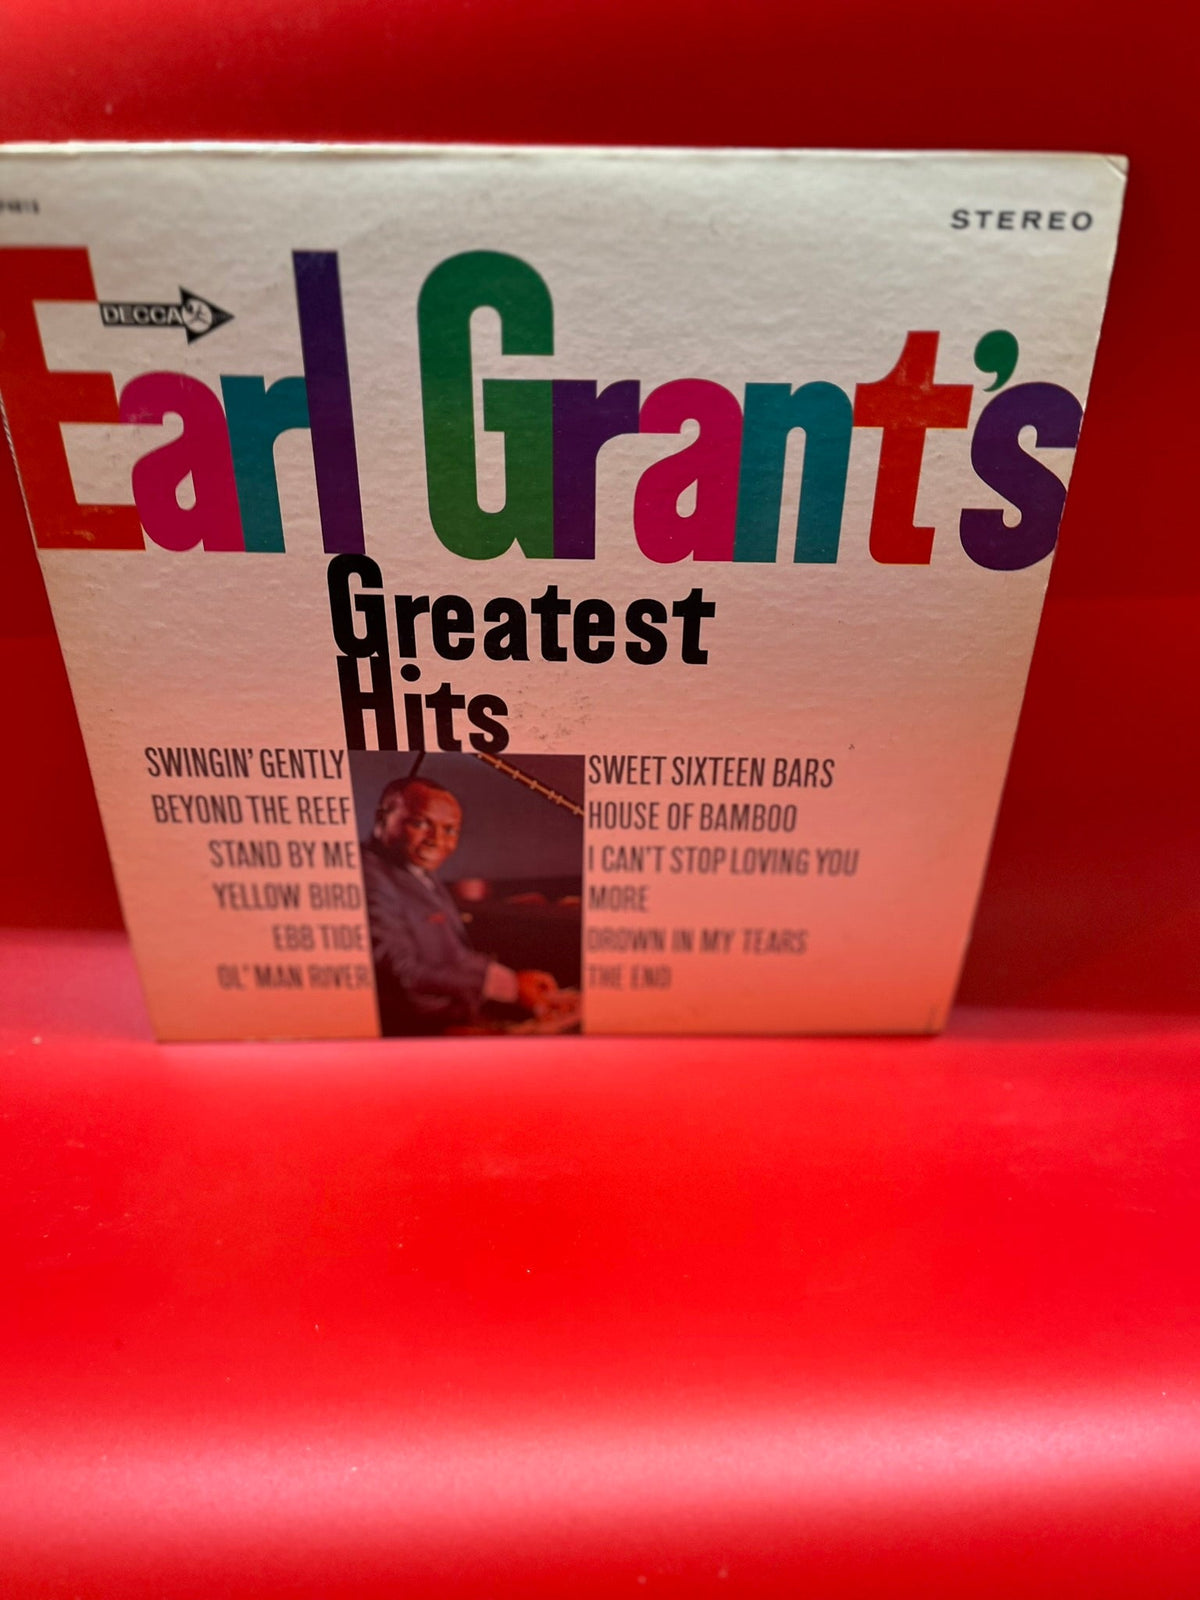 STEREO
DECCA
Earl Grant's
Greatest
Hits
SWINGIN' GENTLY
BEYOND THE REEF
STAND BY ME
YELLOW BIRD
EBB TIDE
OL' MAN RIVER
SWEET SIXTEEN BARS
HOUSE OF BAMBOO
I CAN'T STOP LOVING YOU
MORE
DROWN IN MY TEARS
THE END